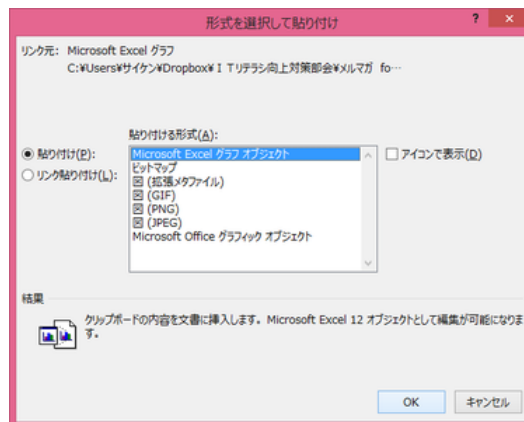 形式を選択して貼り付け
? ×
リンク元: Microsoft Excel グラフ
C:¥Users¥サイケン¥Dropbox¥ＩＴリテラシ向上対策部会¥メルマガ fo…
貼り付ける形式(A):
貼り付け(P):
リンク貼り付け(L):
Microsoft Excel グラフ オブジェクト
ビットマップ
図 (拡張メタファイル)
図 (GIF)
図 (PNG)
図 (JPEG)
Microsoft Office グラフィック オブジェクト
アイコンで表示(D)
結果
クリップボードの内容を文書に挿入します。Microsoft Excel 12 オブジェクトとして編集が可能になりま
す。
OK キャンセル